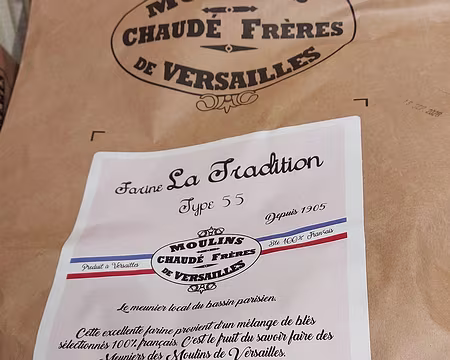 MOULINS
CHAUDÉ FRÈRES
DE VERSAILLES
Farine La Tradition
Type 55
Depuis 1905
Produit à Versailles
Blé 100% Français
MOULINS
CHAUDÉ FRÈRES
DE VERSAILLES
Le meunier local du bassin parisien.
Cette excellente farine provient d'un mélange de blés
sélectionnés 100% français. C'est le fruit du savoir faire des
Meuniers des Moulins de Versailles.